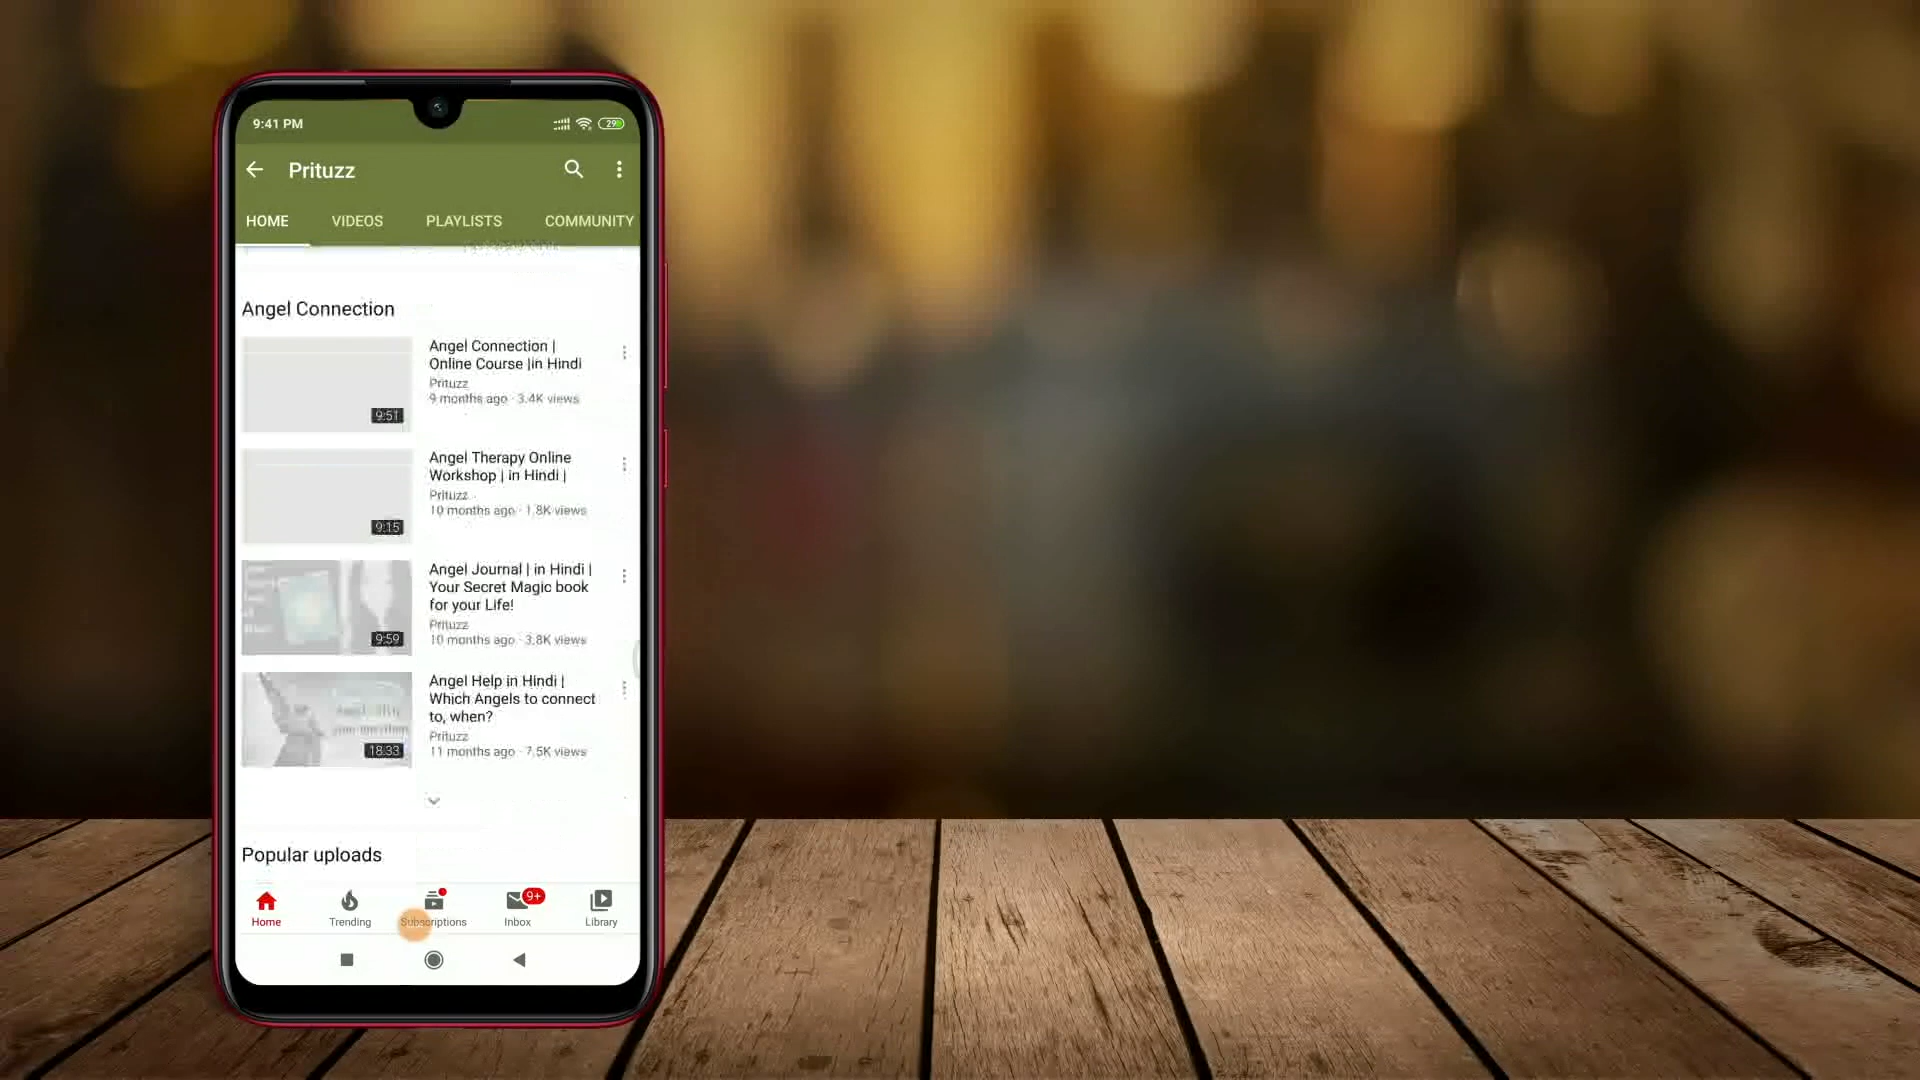 9:41 PM
29
Prituzz
HOME VIDEOS PLAYLISTS COMMUNITY
Angel Connection
Angel Connection |
Online Course |in Hindi
Prituzz
9 months ago · 3.4K views
9:51
Angel Therapy Online
Workshop | in Hindi |
Prituzz
10 months ago · 1.8K views
9:15
Angel Journal | in Hindi |
Your Secret Magic book
for your Life!
Prituzz
10 months ago · 3.8K views
9:59
Angel Help in Hindi |
Which Angels to connect
to, when?
Prituzz
11 months ago · 7.5K views
18:33
Popular uploads
9+
Home Trending Subscriptions Inbox Library